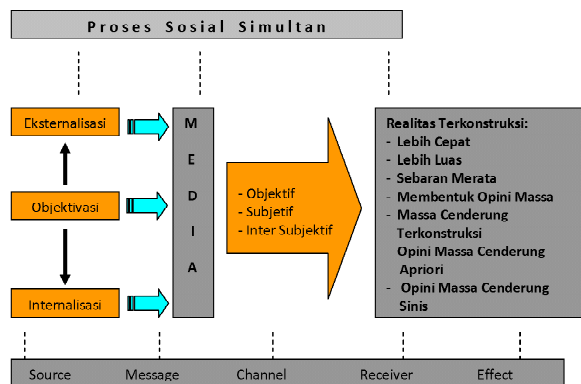 Proses Sosial Simultan
Eksternalisasi
Objektivasi
Internalisasi
M
E
D
I
A
- Objektif
- Subjetif
- Inter Subjektif
Realitas Terkonstruksi:
- Lebih Cepat
- Lebih Luas
- Sebaran Merata
- Membentuk Opini Massa
- Massa Cenderung
Terkonstruksi
Opini Massa Cenderung
Apriori
- Opini Massa Cenderung
Sinis
Source Message Channel Receiver Effect